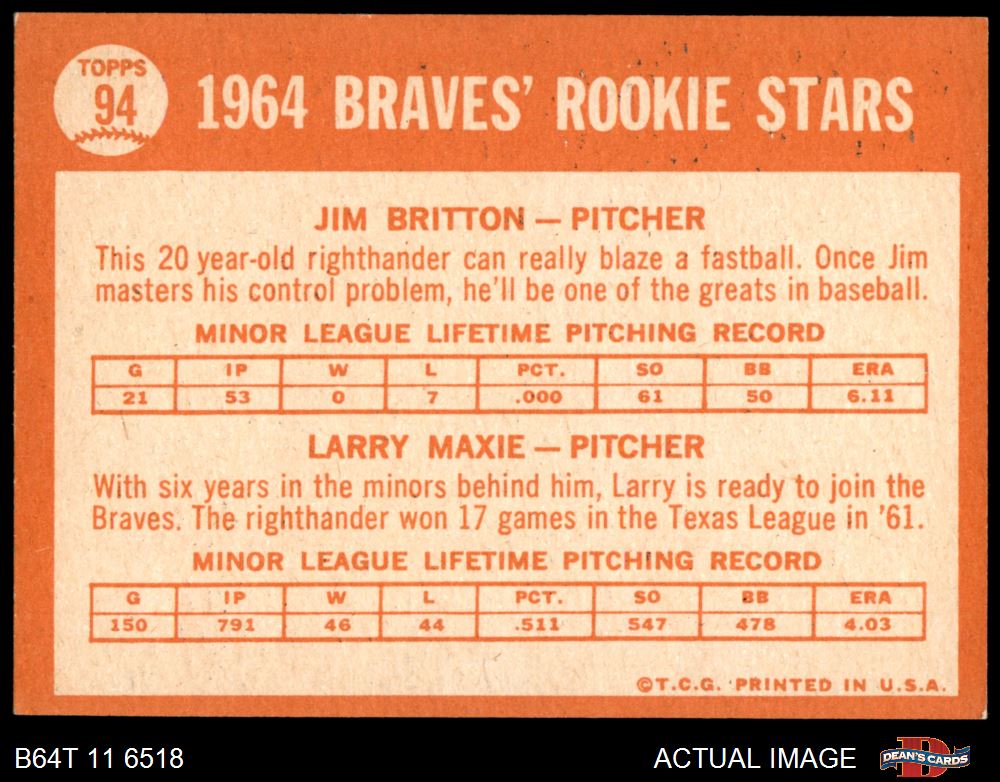 TOPPS
94
1964 BRAVES' ROOKIE STARS
JIM BRITTON — PITCHER
This 20 year-old righthander can really blaze a fastball. Once Jim
masters his control problem, he'll be one of the greats in baseball.
MINOR LEAGUE LIFETIME PITCHING RECORD
G IP W L PCT. SO BB ERA
21 53 0 7 .000 61 50 6.11
LARRY MAXIE — PITCHER
With six years in the minors behind him, Larry is ready to join the
Braves. The righthander won 17 games in the Texas League in '61.
MINOR LEAGUE LIFETIME PITCHING RECORD
G IP W L PCT. SO BB ERA
150 791 46 44 .511 547 478 4.03
©T.C.G. PRINTED IN U.S.A.
B64T 11 6518
ACTUAL IMAGE
DEAN'S CARDS